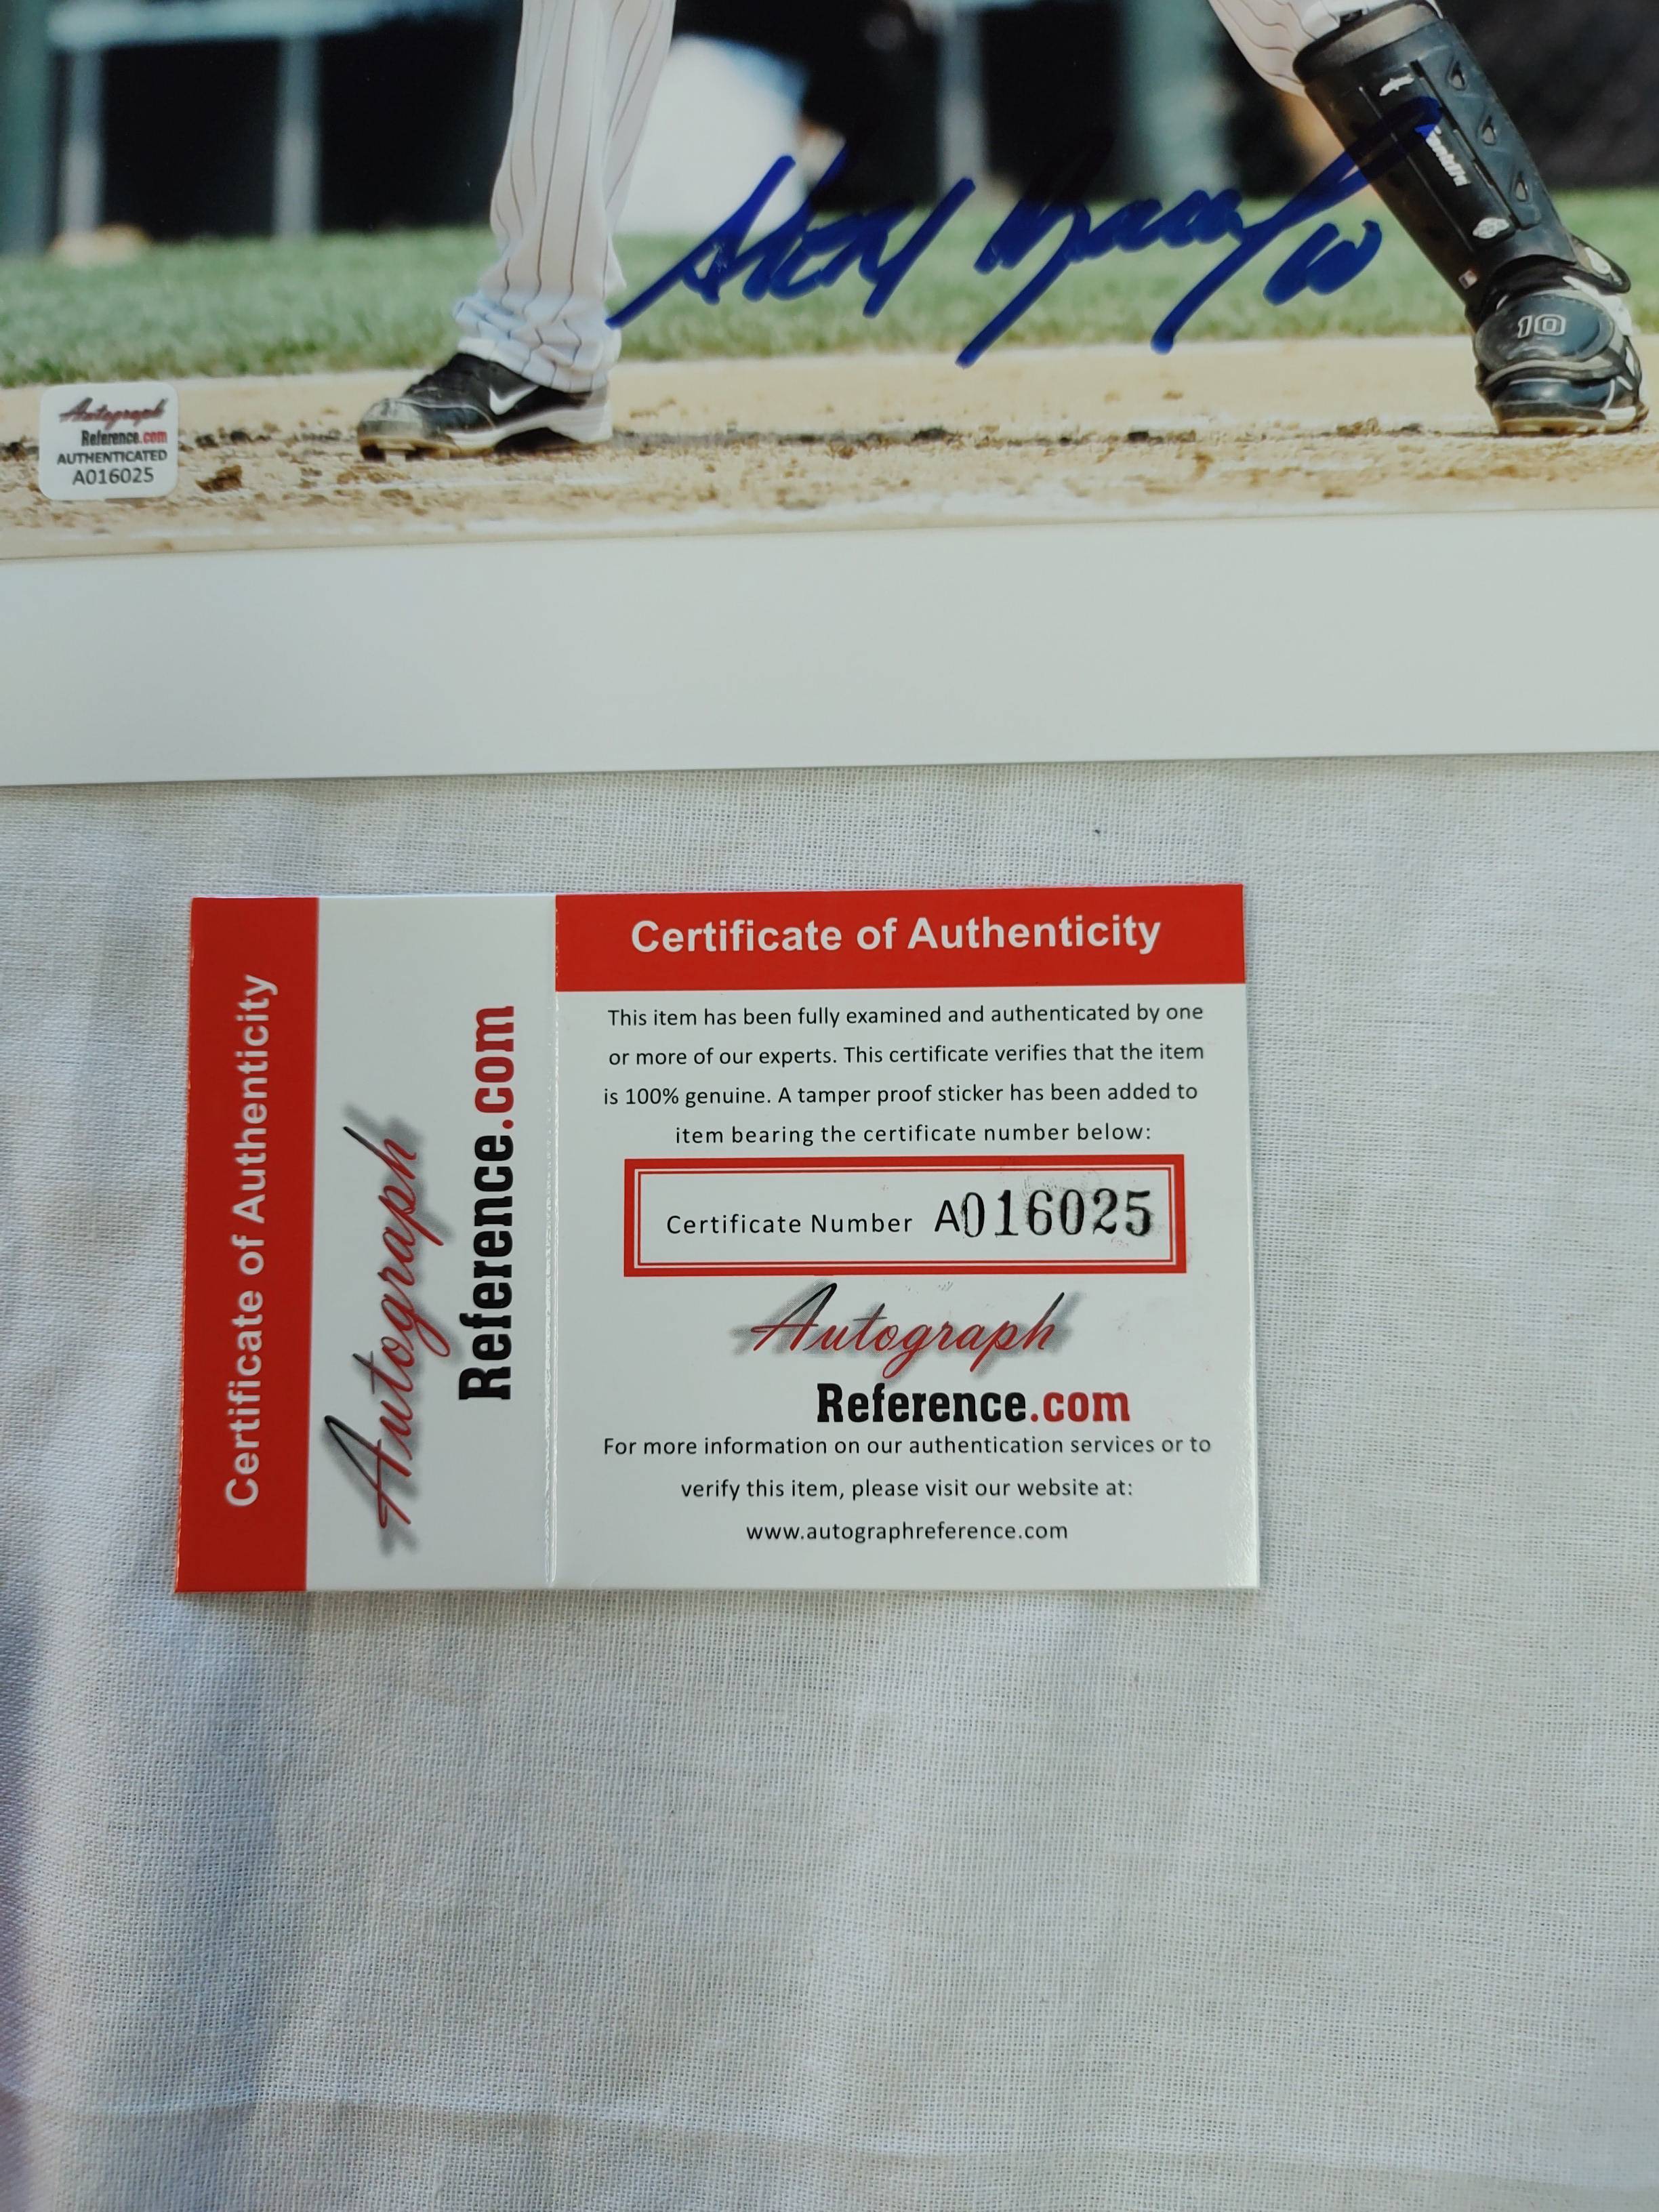 10
Autograph
Reference.com
AUTHENTICATED
A016025
Certificate of Authenticity
Autograph
Reference.com
Certificate of Authenticity
This item has been fully examined and authenticated by one
or more of our experts. This certificate verifies that the item
is 100% genuine. A tamper proof sticker has been added to
item bearing the certificate number below:
Certificate Number A016025
Autograph
Reference.com
For more information on our authentication services or to
verify this item, please visit our website at:
www.autographreference.com